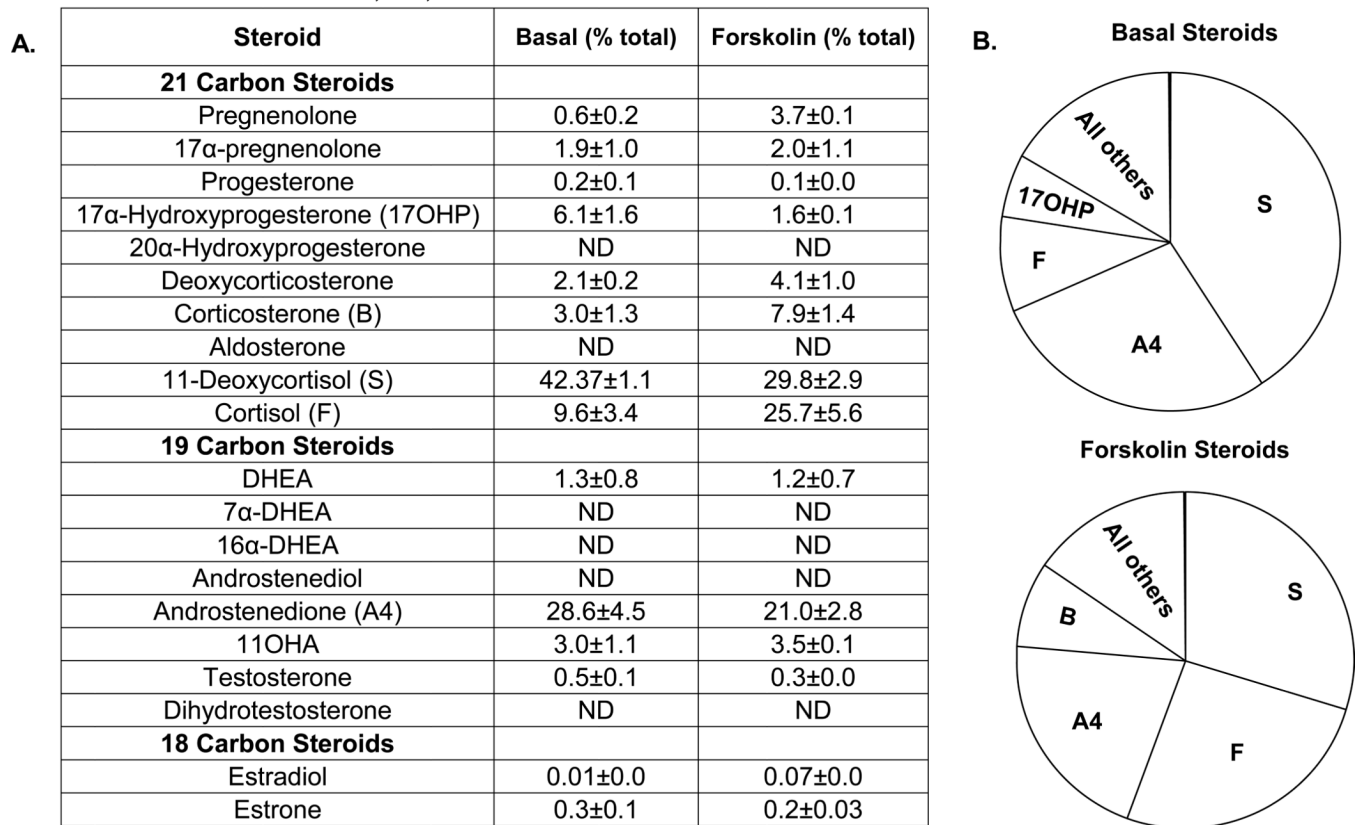 A.
Steroid Basal (% total) Forskolin (% total)
21 Carbon Steroids
Pregnenolone 0.6±0.2 3.7±0.1
17α-pregnenolone 1.9±1.0 2.0±1.1
Progesterone 0.2±0.1 0.1±0.0
17α-Hydroxyprogesterone (17OHP) 6.1±1.6 1.6±0.1
20α-Hydroxyprogesterone ND ND
Deoxycorticosterone 2.1±0.2 4.1±1.0
Corticosterone (B) 3.0±1.3 7.9±1.4
Aldosterone ND ND
11-Deoxycortisol (S) 42.37±1.1 29.8±2.9
Cortisol (F) 9.6±3.4 25.7±5.6
19 Carbon Steroids
DHEA 1.3±0.8 1.2±0.7
7α-DHEA ND ND
16α-DHEA ND ND
Androstenediol ND ND
Androstenedione (A4) 28.6±4.5 21.0±2.8
11OHA 3.0±1.1 3.5±0.1
Testosterone 0.5±0.1 0.3±0.0
Dihydrotestosterone ND ND
18 Carbon Steroids
Estradiol 0.01±0.0 0.07±0.0
Estrone 0.3±0.1 0.2±0.03
B.
Basal Steroids
All others
S
17OHP
F
A4
Forskolin Steroids
All others
S
B
A4
F